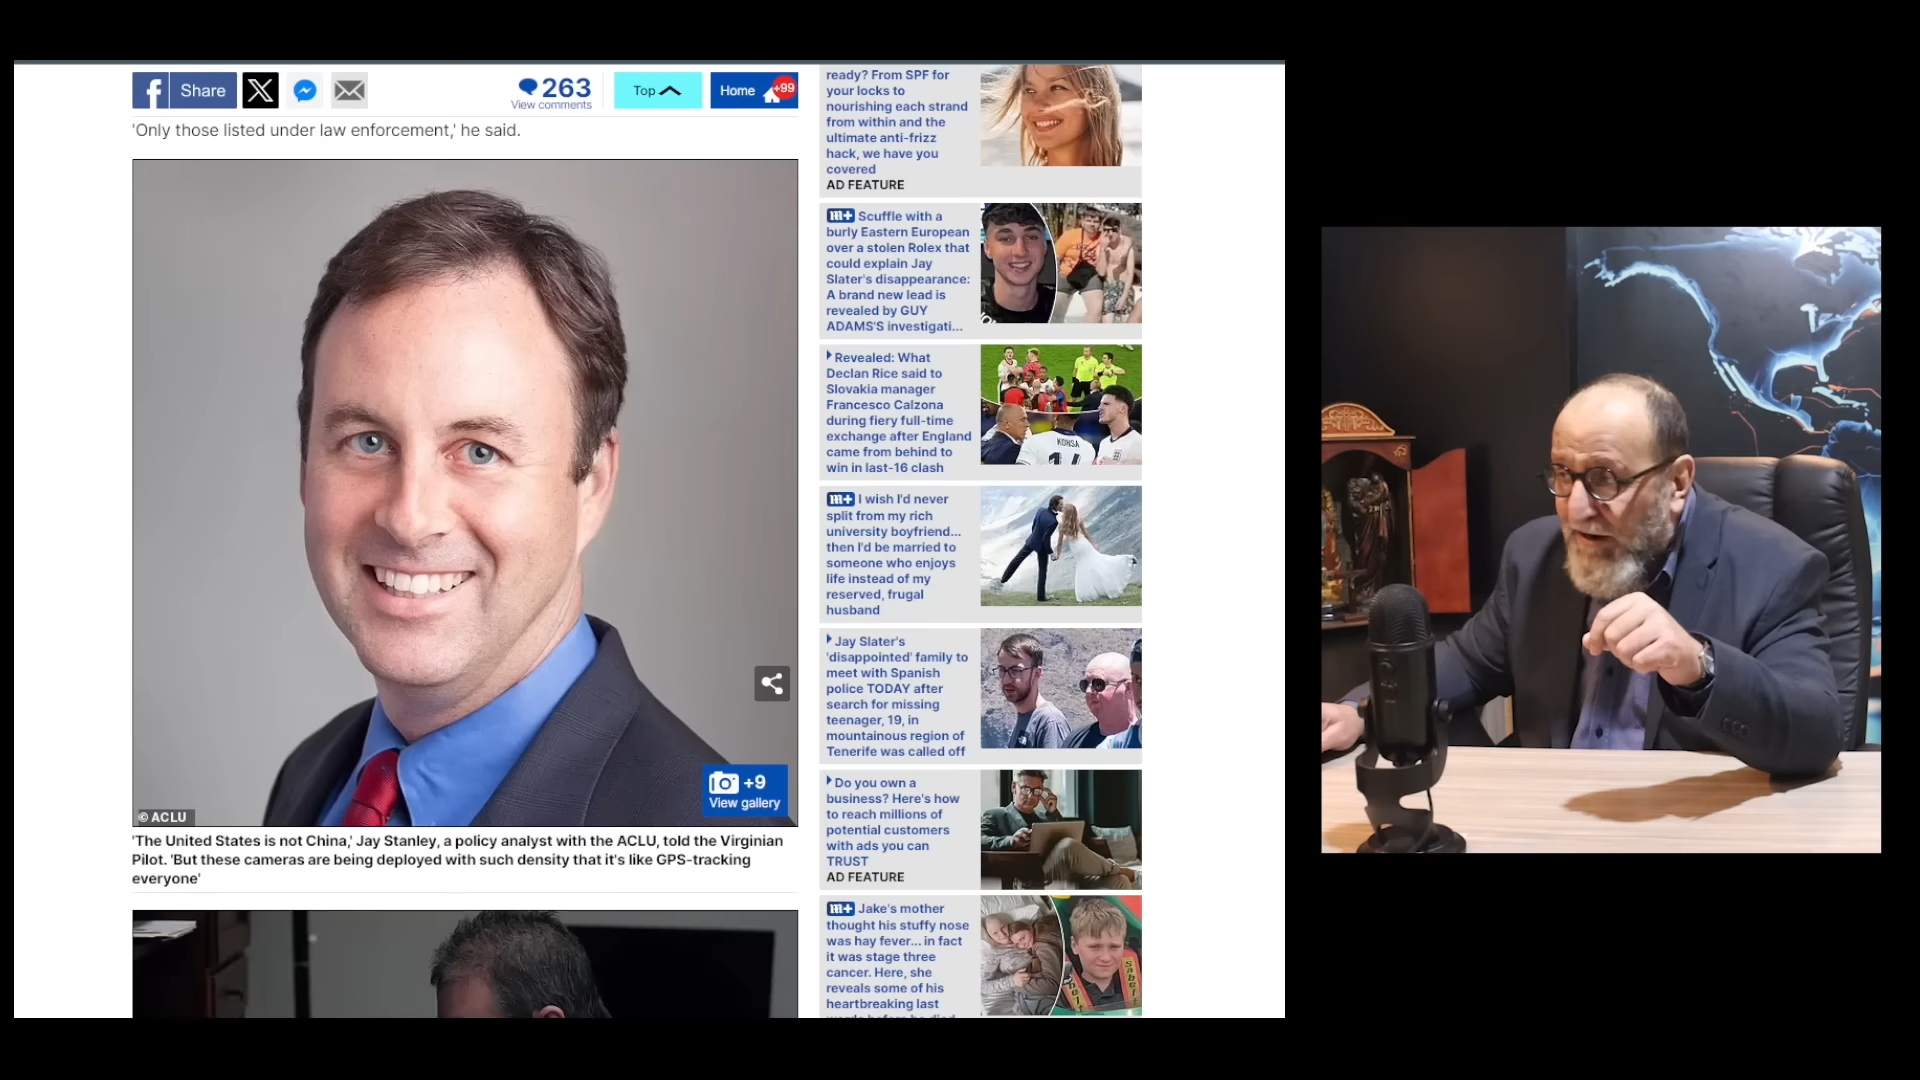 Share
263
View comments
Top
Home
+99
'Only those listed under law enforcement,' he said.
+9
View gallery
© ACLU
'The United States is not China,' Jay Stanley, a policy analyst with the ACLU, told the Virginian
Pilot. 'But these cameras are being deployed with such density that it's like GPS-tracking
everyone'
ready? From SPF for
your locks to
nourishing each strand
from within and the
ultimate anti-frizz
hack, we have you
covered
AD FEATURE
m+ Scuffle with a
burly Eastern European
over a stolen Rolex that
could explain Jay
Slater's disappearance:
A brand new lead is
revealed by GUY
ADAMS'S investigati...
Revealed: What
Declan Rice said to
Slovakia manager
Francesco Calzona
during fiery full-time
exchange after England
came from behind to
win in last-16 clash
KONSA
14
m+ I wish I'd never
split from my rich
university boyfriend...
then I'd be married to
someone who enjoys
life instead of my
reserved, frugal
husband
Jay Slater's
'disappointed' family to
meet with Spanish
police TODAY after
search for missing
teenager, 19, in
mountainous region of
Tenerife was called off
Do you own a
business? Here's how
to reach millions of
potential customers
with ads you can
TRUST
AD FEATURE
m+ Jake's mother
thought his stuffy nose
was hay fever... in fact
it was stage three
cancer. Here, she
reveals some of his
heartbreaking last
Sabelt